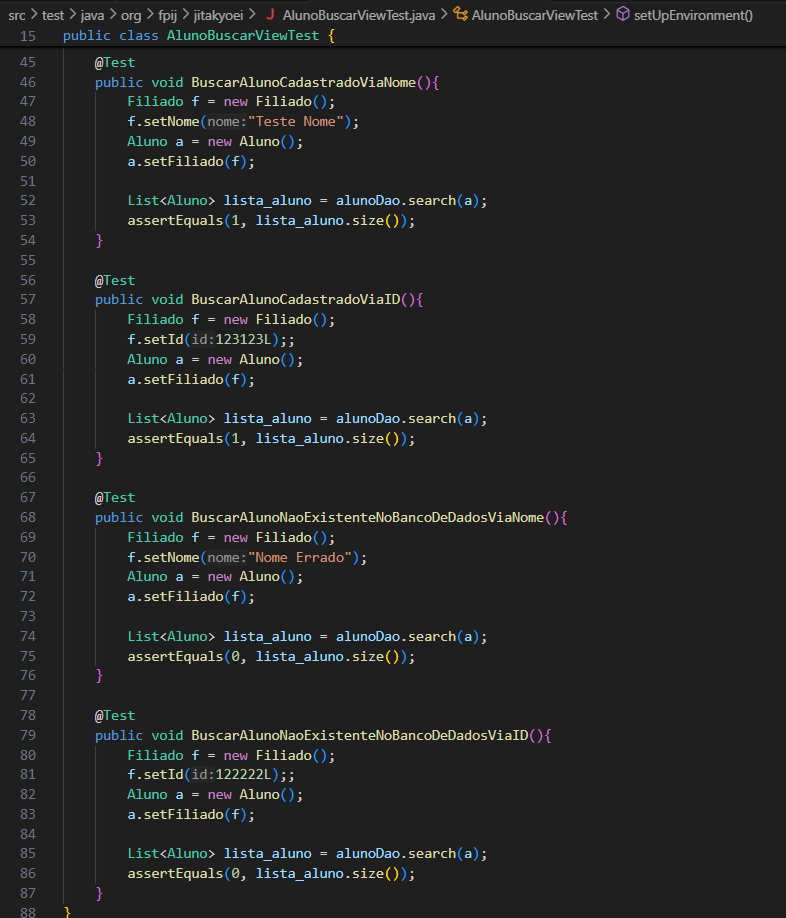 src > test > java > org > fpij > jitakyoei > J AlunoBuscarViewTest.java > AlunoBuscarViewTest > setUpEnvironment()
15 public class AlunoBuscarViewTest {
45 @Test
46 public void BuscarAlunoCadastradoViaNome(){
47 Filiado f = new Filiado();
48 f.setNome(nome:"Teste Nome");
49 Aluno a = new Aluno();
50 a.setFiliado(f);
51
52 List<Aluno> lista_aluno = alunoDao.search(a);
53 assertEquals(1, lista_aluno.size());
54 }
55
56 @Test
57 public void BuscarAlunoCadastradoViaID(){
58 Filiado f = new Filiado();
59 f.setId(id:123123L);;
60 Aluno a = new Aluno();
61 a.setFiliado(f);
62
63 List<Aluno> lista_aluno = alunoDao.search(a);
64 assertEquals(1, lista_aluno.size());
65 }
66
67 @Test
68 public void BuscarAlunoNaoExistenteNoBancoDeDadosViaNome(){
69 Filiado f = new Filiado();
70 f.setNome(nome:"Nome Errado");
71 Aluno a = new Aluno();
72 a.setFiliado(f);
73
74 List<Aluno> lista_aluno = alunoDao.search(a);
75 assertEquals(0, lista_aluno.size());
76 }
77
78 @Test
79 public void BuscarAlunoNaoExistenteNoBancoDeDadosViaID(){
80 Filiado f = new Filiado();
81 f.setId(id:122222L);;
82 Aluno a = new Aluno();
83 a.setFiliado(f);
84
85 List<Aluno> lista_aluno = alunoDao.search(a);
86 assertEquals(0, lista_aluno.size());
87 }
88 }